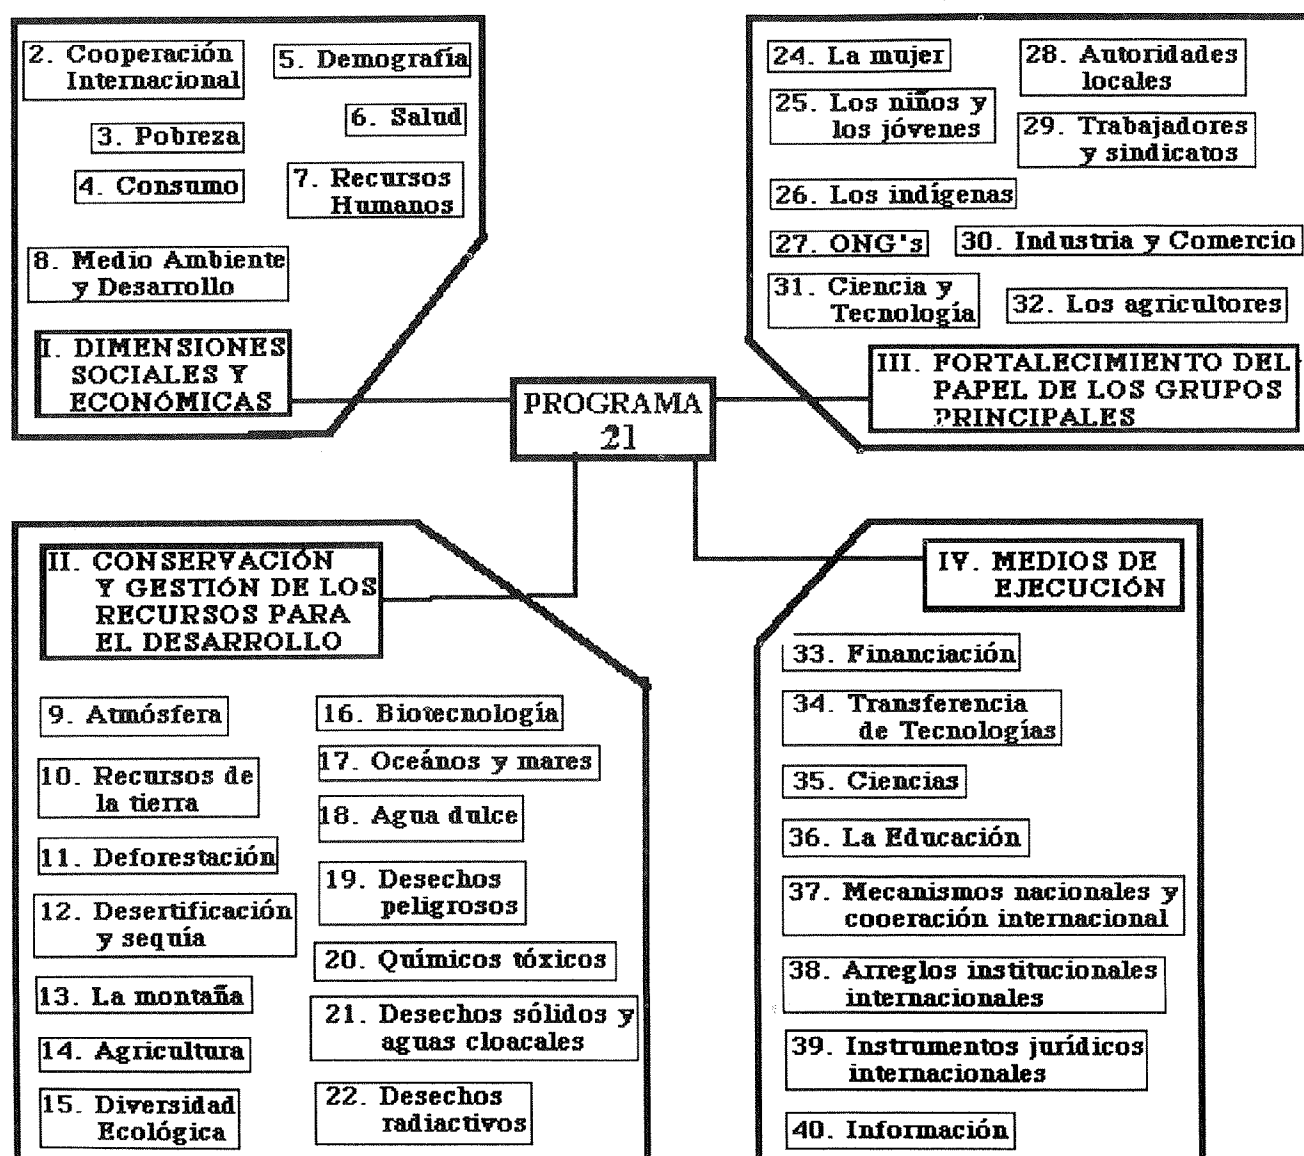 2. Cooperación
Internacional
3. Pobreza
4. Consumo
5. Demografía
6. Salud
7. Recursos
Humanos
8. Medio Ambiente
y Desarrollo
I. DIMENSIONES
SOCIALES Y
ECONÓMICAS
24. La mujer
25. Los niños y
los jóvenes
26. Los indígenas
27. ONG's
28. Autoridades
locales
29. Trabajadores
y sindicatos
30. Industria y Comercio
31. Ciencia y
Tecnología
32. Los agricultores
III. FORTALECIMIENTO DEL
PAPEL DE LOS GRUPOS
PRINCIPALES
PROGRAMA
21
II. CONSERVACIÓN
Y GESTIÓN DE LOS
RECURSOS PARA
EL DESARROLLO
9. Atmósfera
10. Recursos de
la tierra
11. Deforestación
12. Desertificación
y sequía
13. La montaña
14. Agricultura
15. Diversidad
Ecológica
16. Biotecnología
17. Oceános y mares
18. Agua dulce
19. Desechos
peligrosos
20. Químicos tóxicos
21. Desechos sólidos y
aguas cloacales
22. Desechos
radiactivos
IV. MEDIOS DE
EJECUCIÓN
33. Financiación
34. Transferencia
de Tecnologías
35. Ciencias
36. La Educación
37. Mecanismos nacionales y
cooeración internacional
38. Arreglos institucionales
internacionales
39. Instrumentos jurídicos
internacionales
40. Información